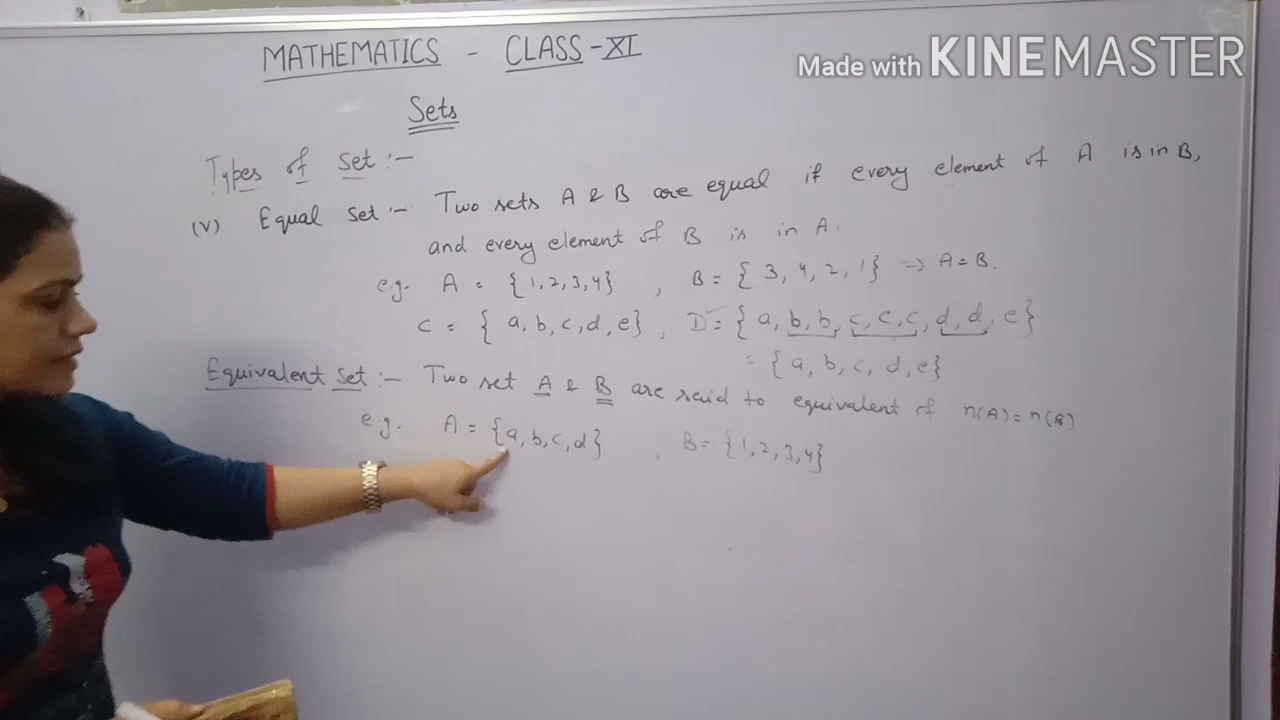 MATHEMATICS - CLASS-XI
Made with KINEMASTER
Sets
Types of Set :-
(V) Equal Set :- Two sets A & B are equal if every element of A is in B,
and every element of B is in A.
e.g. A = {1,2,3,4} , B = {3,4,2,1} => A=B.
C = {a,b,c,d,e} , D = {a, b, b, c, c, c, d, d, e}
= {a, b, c, d, e}
Equivalent Set :- Two set A & B are said to equivalent of n(A) = n(B)
e.g. A = {a,b,c,d} , B = {1,2,3,4}